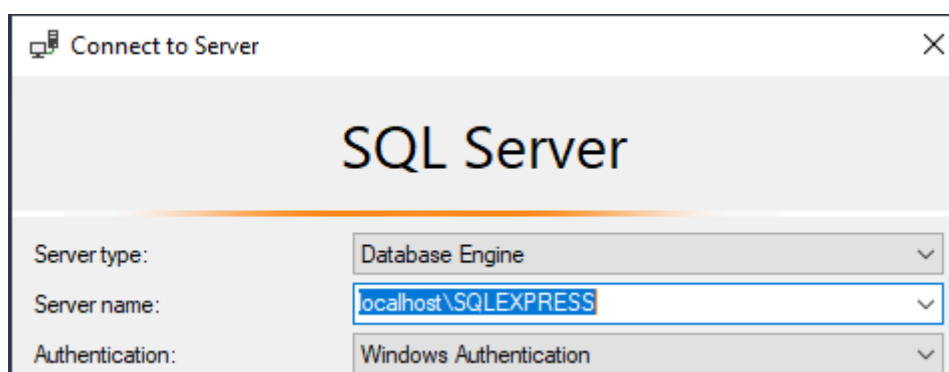 Connect to Server
SQL Server
Server type: Database Engine
Server name: localhost\SQLEXPRESS
Authentication: Windows Authentication